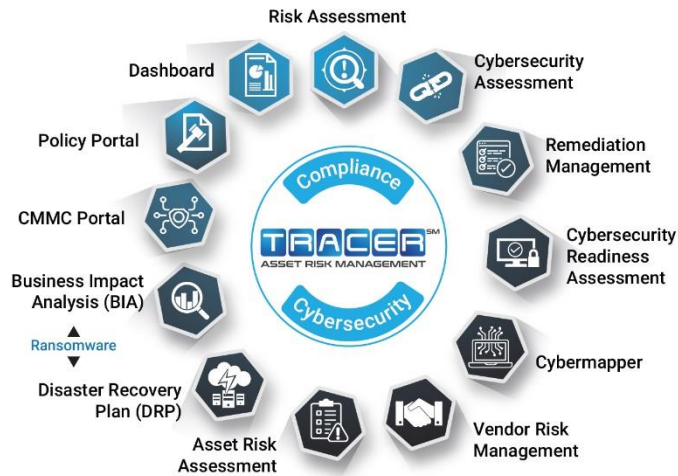 Risk Assessment
Cybersecurity
Assessment
Remediation
Management
Cybersecurity
Readiness
Assessment
Cybermapper
Vendor Risk
Management
Asset Risk
Assessment
Disaster Recovery
Plan (DRP)
Ransomware
Business Impact
Analysis (BIA)
CMMC Portal
Policy Portal
Dashboard
Compliance
TRACER SM
ASSET RISK MANAGEMENT
Cybersecurity